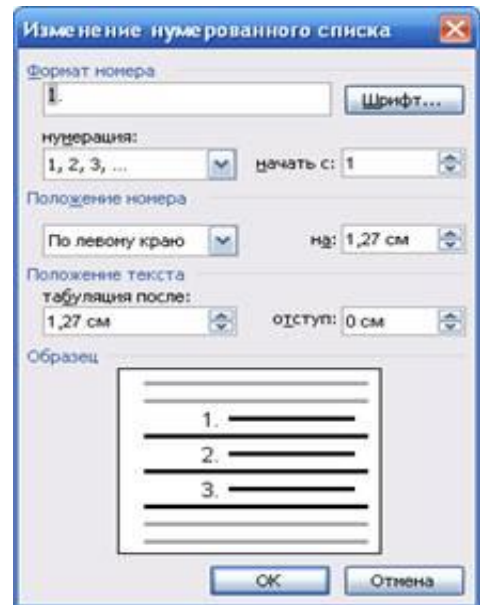 Изменение нумерованного списка
Формат номера
1.
Шрифт...
нумерация:
1, 2, 3, ...
начать с: 1
Положение номера
По левому краю
на: 1,27 см
Положение текста
табуляция после:
1,27 см
отступ: 0 см
Образец
1.
2.
3.
ОК
Отмена